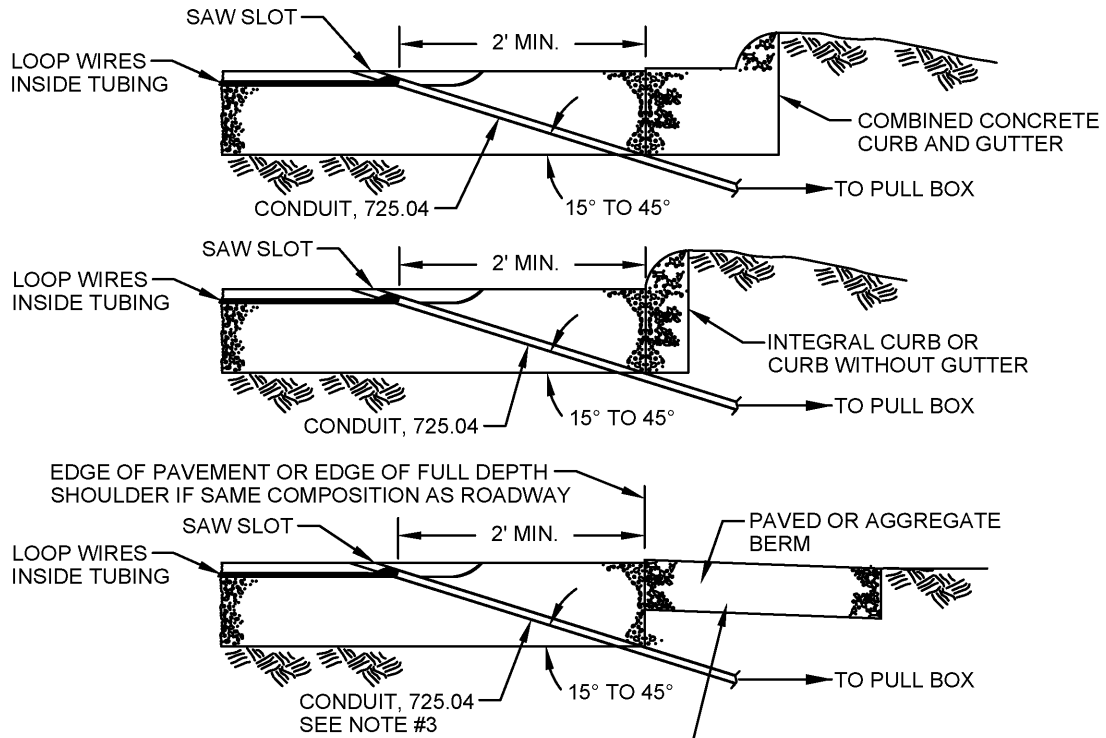 SAW SLOT
2' MIN.
LOOP WIRES
INSIDE TUBING
COMBINED CONCRETE
CURB AND GUTTER
TO PULL BOX
CONDUIT, 725.04
15° TO 45°
SAW SLOT
2' MIN.
LOOP WIRES
INSIDE TUBING
INTEGRAL CURB OR
CURB WITHOUT GUTTER
TO PULL BOX
CONDUIT, 725.04
15° TO 45°
EDGE OF PAVEMENT OR EDGE OF FULL DEPTH
SHOULDER IF SAME COMPOSITION AS ROADWAY
SAW SLOT
2' MIN.
PAVED OR AGGREGATE
BERM
LOOP WIRES
INSIDE TUBING
TO PULL BOX
CONDUIT, 725.04
SEE NOTE #3
15° TO 45°